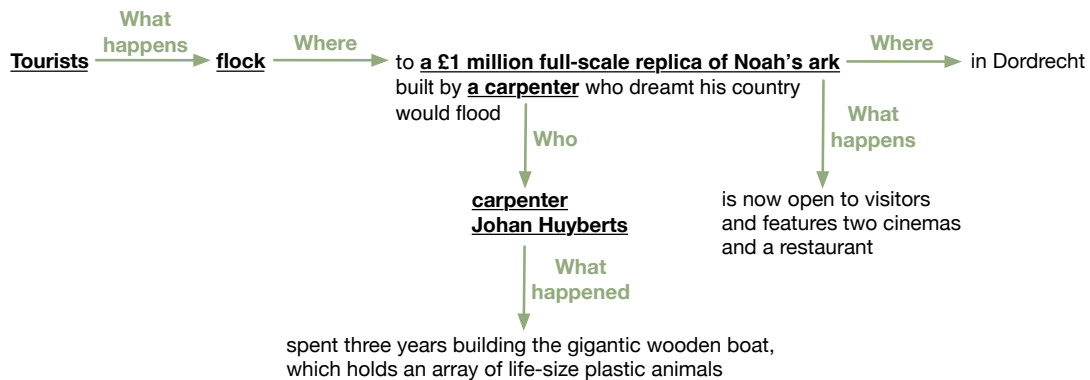 What
happens
Where
Where
Tourists
flock
to a £1 million full-scale replica of Noah's ark
in Dordrecht
built by a carpenter who dreamt his country
would flood
What
happens
Who
carpenter
Johan Huyberts
is now open to visitors
and features two cinemas
and a restaurant
What
happened
spent three years building the gigantic wooden boat,
which holds an array of life-size plastic animals